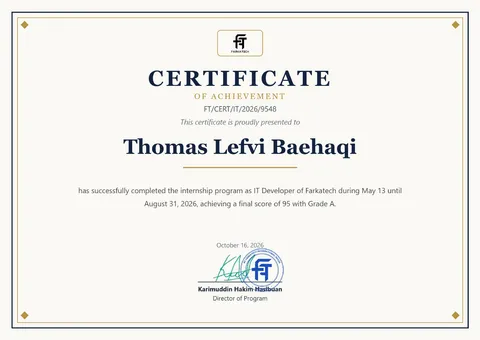 FARKATECH
CERTIFICATE
OF ACHIEVEMENT
FT/CERT/IT/2026/9548
This certificate is proudly presented to
Thomas Lefvi Baehaqi
has successfully completed the internship program as IT Developer of Farkatech during May 13 until
August 31, 2026, achieving a final score of 95 with Grade A.
October 16, 2026
Karimuddin Hakim Hasibuan
Director of Program